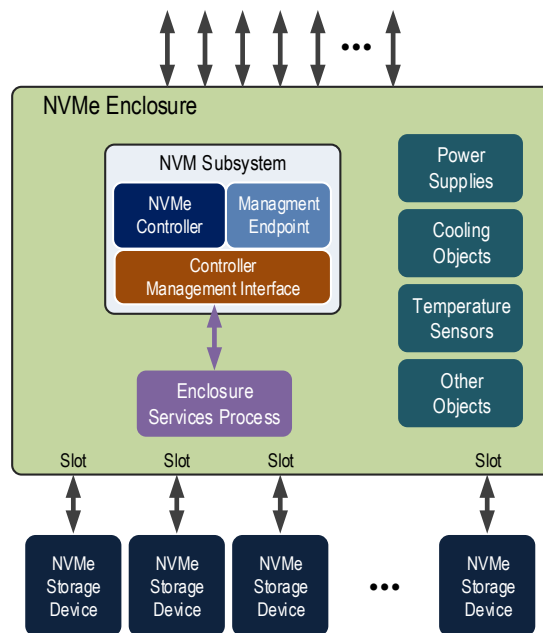 NVMe Enclosure
NVM Subsystem
NVMe
Controller
Managment
Endpoint
Controller
Management Interface
Enclosure
Services Process
Power
Supplies
Cooling
Objects
Temperature
Sensors
Other
Objects
Slot
Slot
Slot
Slot
NVMe
Storage
Device
NVMe
Storage
Device
NVMe
Storage
Device
NVMe
Storage
Device